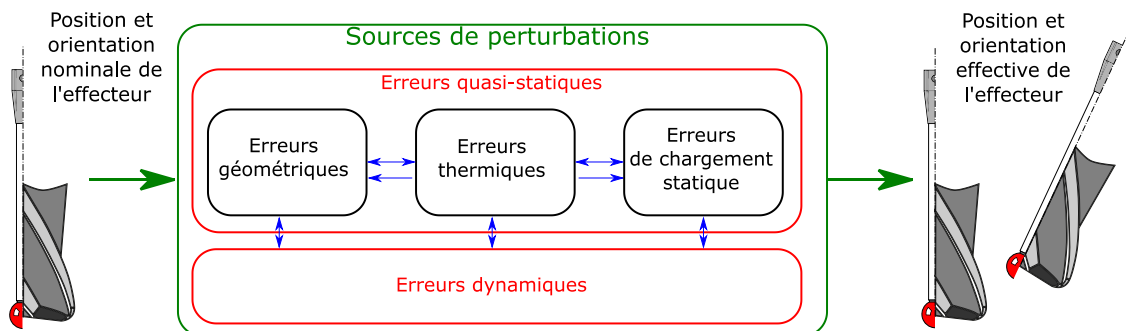 Position et
orientation
nominale de
l'effecteur
Sources de perturbations
Erreurs quasi-statiques
Erreurs
géométriques
Erreurs
thermiques
Erreurs
de chargement
statique
Erreurs dynamiques
Position et
orientation
effective de
l'effecteur